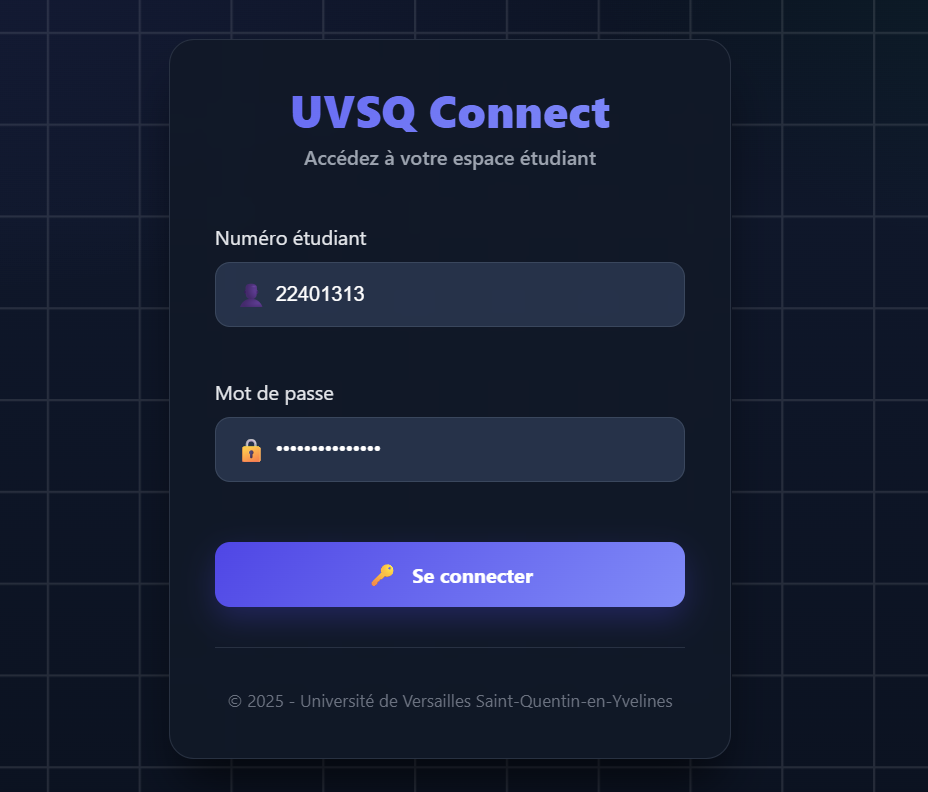 UVSQ Connect
Accédez à votre espace étudiant
Numéro étudiant
22401313
Mot de passe
•••••••••••••••
Se connecter
© 2025 - Université de Versailles Saint-Quentin-en-Yvelines